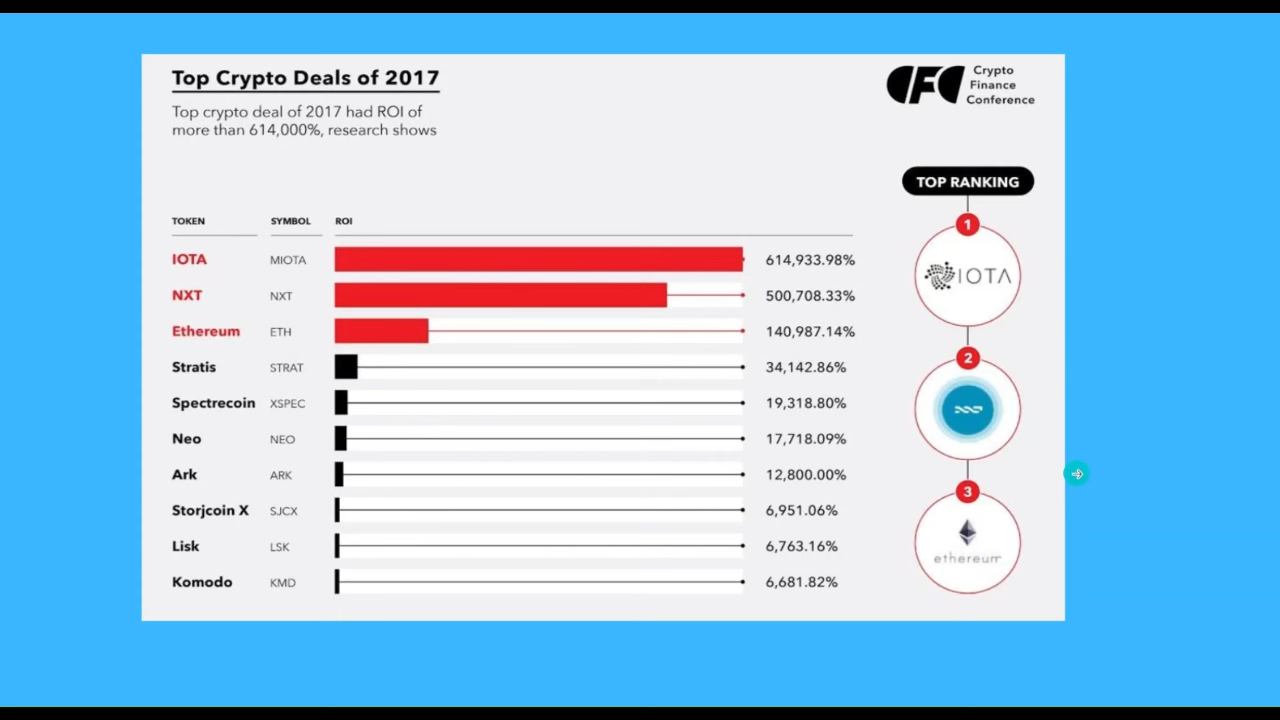 Top Crypto Deals of 2017
Top crypto deal of 2017 had ROI of
more than 614,000%, research shows
CFC
Crypto
Finance
Conference
TOP RANKING
TOKEN SYMBOL ROI
IOTA MIOTA 614,933.98%
NXT NXT 500,708.33%
Ethereum ETH 140,987.14%
Stratis STRAT 34,142.86%
Spectrecoin XSPEC 19,318.80%
Neo NEO 17,718.09%
Ark ARK 12,800.00%
Storjcoin X SJCX 6,951.06%
Lisk LSK 6,763.16%
Komodo KMD 6,681.82%
1
IOTA
2
3
ethereum